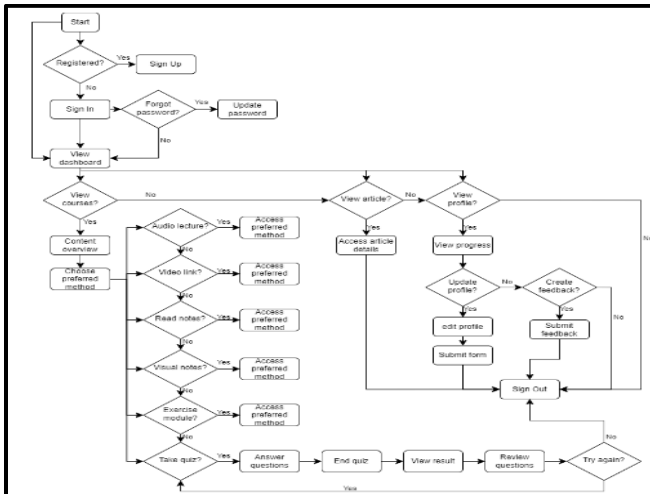 Start
Registered?
Yes
Sign Up
No
Sign In
Forgot
password?
Yes
Update
password
No
View
dashboard
View
courses?
No
View article?
No
View
profile?
No
Yes
Content
overview
Choose
preferred
method
Yes
Access article
details
Yes
View progress
Update
profile?
No
Create
feedback?
No
Yes
edit profile
Submit form
Submit
feedback
Sign Out
Audio lecture?
Yes
Access
preferred
method
No
Video link?
Yes
Access
preferred
method
No
Read notes?
Yes
Access
preferred
method
No
Visual notes?
Yes
Access
preferred
method
No
Exercise
module?
Yes
Access
preferred
method
No
Take quiz?
Yes
Answer
questions
End quiz
View result
Review
questions
Try again?
No
Yes